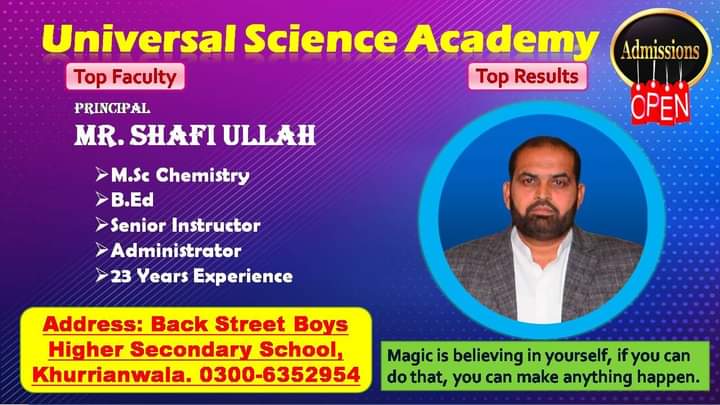 Universal Science Academy
Admissions
OPEN
Top Faculty
Top Results
PRINCIPAL
MR. SHAFI ULLAH
➢M.Sc Chemistry
➢B.Ed
➢Senior Instructor
➢Administrator
➢23 Years Experience
Address: Back Street Boys
Higher Secondary School,
Khurrianwala. 0300-6352954
Magic is believing in yourself, if you can
do that, you can make anything happen.